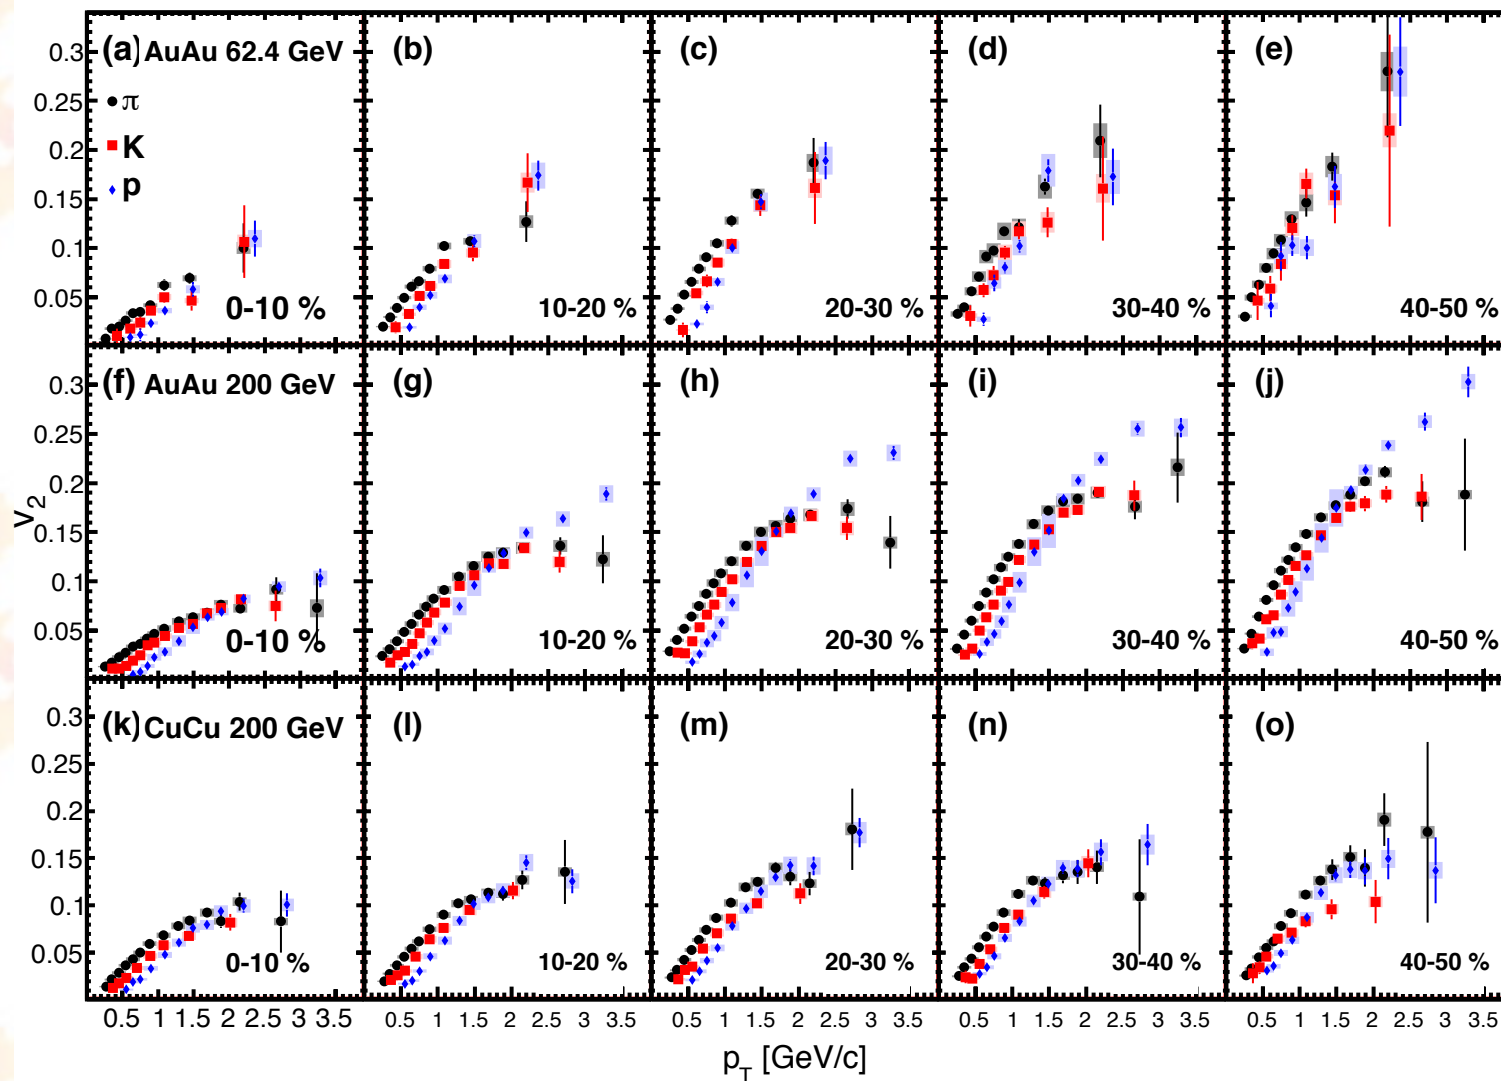 (a) AuAu 62.4 GeV (b) (c) (d) (e)
0.3
π
0.25
K
0.2
p
0.15
0.1
0.05
0-10 % 10-20 % 20-30 % 30-40 % 40-50 %
(f) AuAu 200 GeV (g) (h) (i) (j)
0.3
0.25
0.2
v2
0.15
0.1
0.05
0-10 % 10-20 % 20-30 % 30-40 % 40-50 %
(k) CuCu 200 GeV (l) (m) (n) (o)
0.3
0.25
0.2
0.15
0.1
0.05
0-10 % 10-20 % 20-30 % 30-40 % 40-50 %
0.5 1 1.5 2 2.5 3 3.5 0.5 1 1.5 2 2.5 3 3.5 0.5 1 1.5 2 2.5 3 3.5 0.5 1 1.5 2 2.5 3 3.5 0.5 1 1.5 2 2.5 3 3.5
pT [GeV/c]